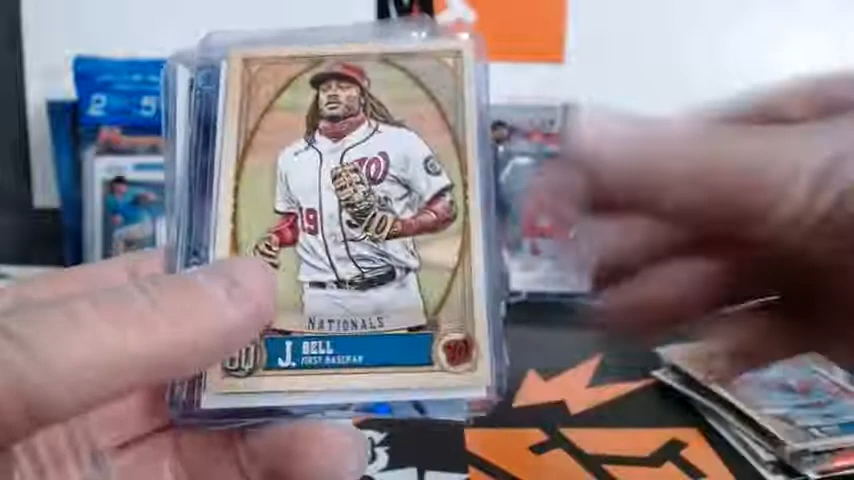 19
NATIONALS
J. BELL
FIRST BASEMAN